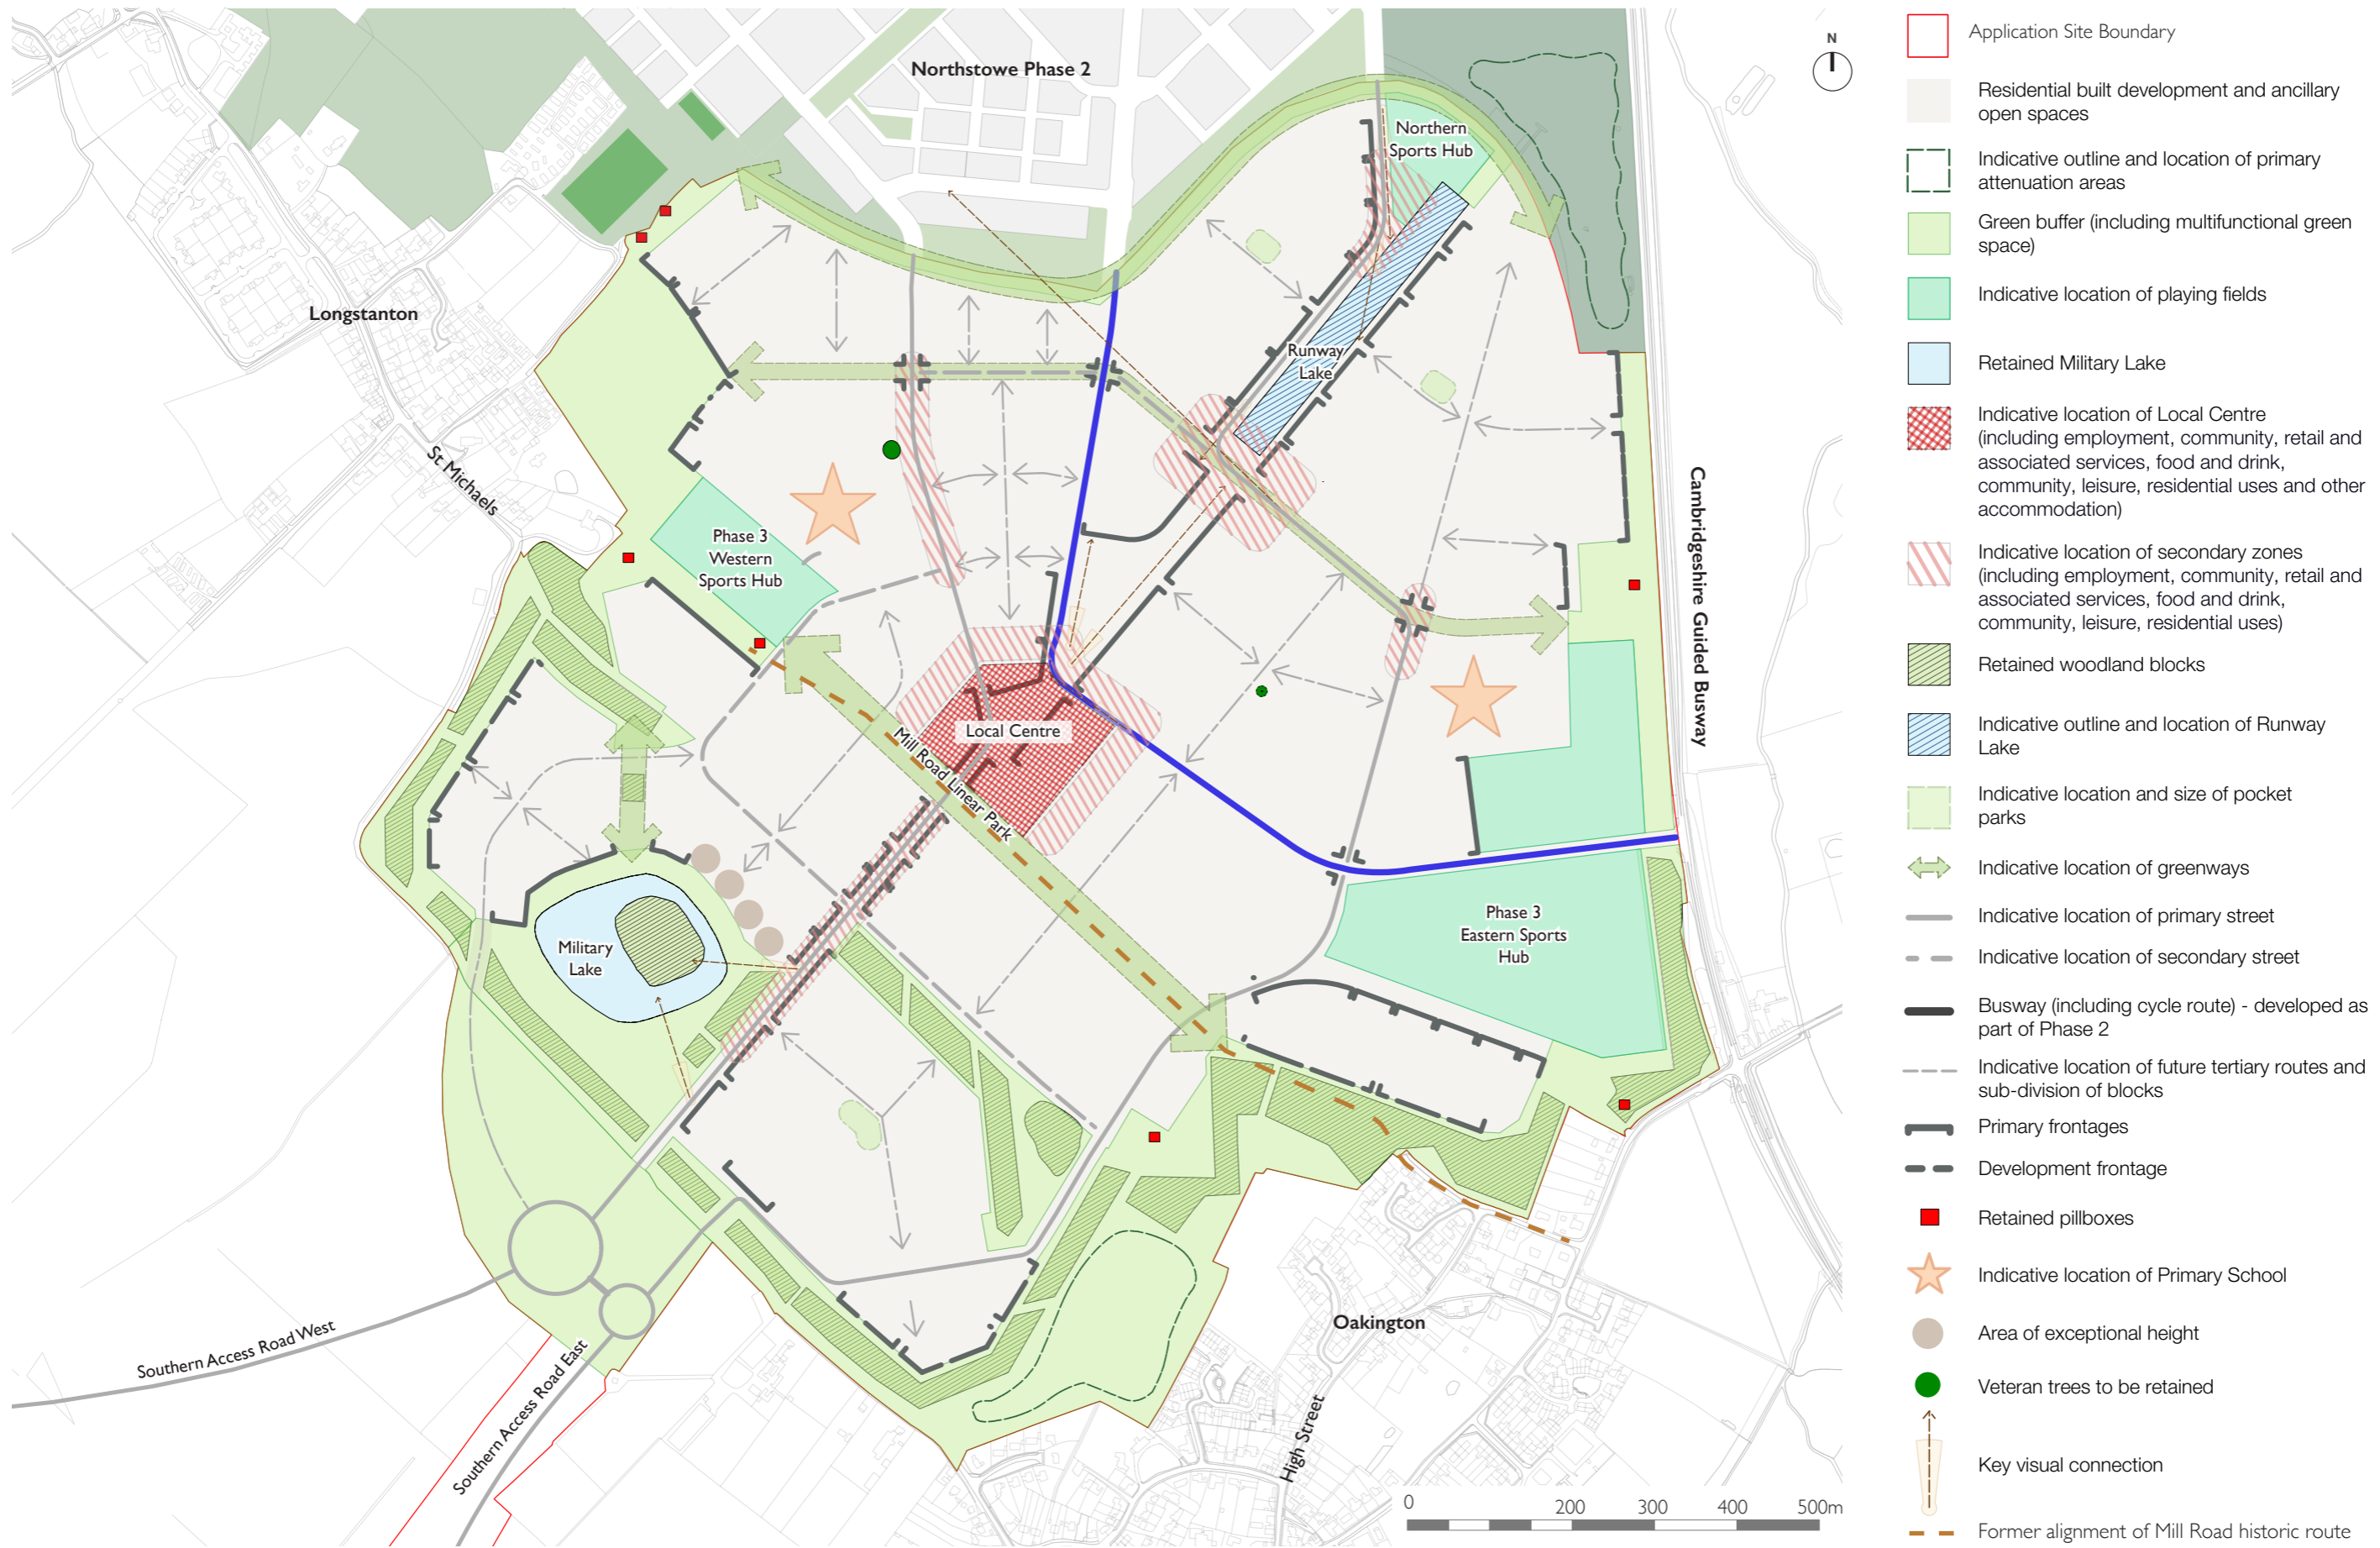 Northstowe Phase 2
N
Northern
Sports Hub
Longstanton
Runway
Lake
St Michaels
Cambridgeshire Guided Busway
Phase 3
Western
Sports Hub
Local Centre
Mill Road Linear Park
Military
Lake
Phase 3
Eastern Sports
Hub
Oakington
High Street
Southern Access Road West
Southern Access Road East
0
200
300
400
500m
Application Site Boundary
Residential built development and ancillary
open spaces
Indicative outline and location of primary
attenuation areas
Green buffer (including multifunctional green
space)
Indicative location of playing fields
Retained Military Lake
Indicative location of Local Centre
(including employment, community, retail and
associated services, food and drink,
community, leisure, residential uses and other
accommodation)
Indicative location of secondary zones
(including employment, community, retail and
associated services, food and drink,
community, leisure, residential uses)
Retained woodland blocks
Indicative outline and location of Runway
Lake
Indicative location and size of pocket
parks
Indicative location of greenways
Indicative location of primary street
Indicative location of secondary street
Busway (including cycle route) - developed as
part of Phase 2
Indicative location of future tertiary routes and
sub-division of blocks
Primary frontages
Development frontage
Retained pillboxes
Indicative location of Primary School
Area of exceptional height
Veteran trees to be retained
Key visual connection
Former alignment of Mill Road historic route